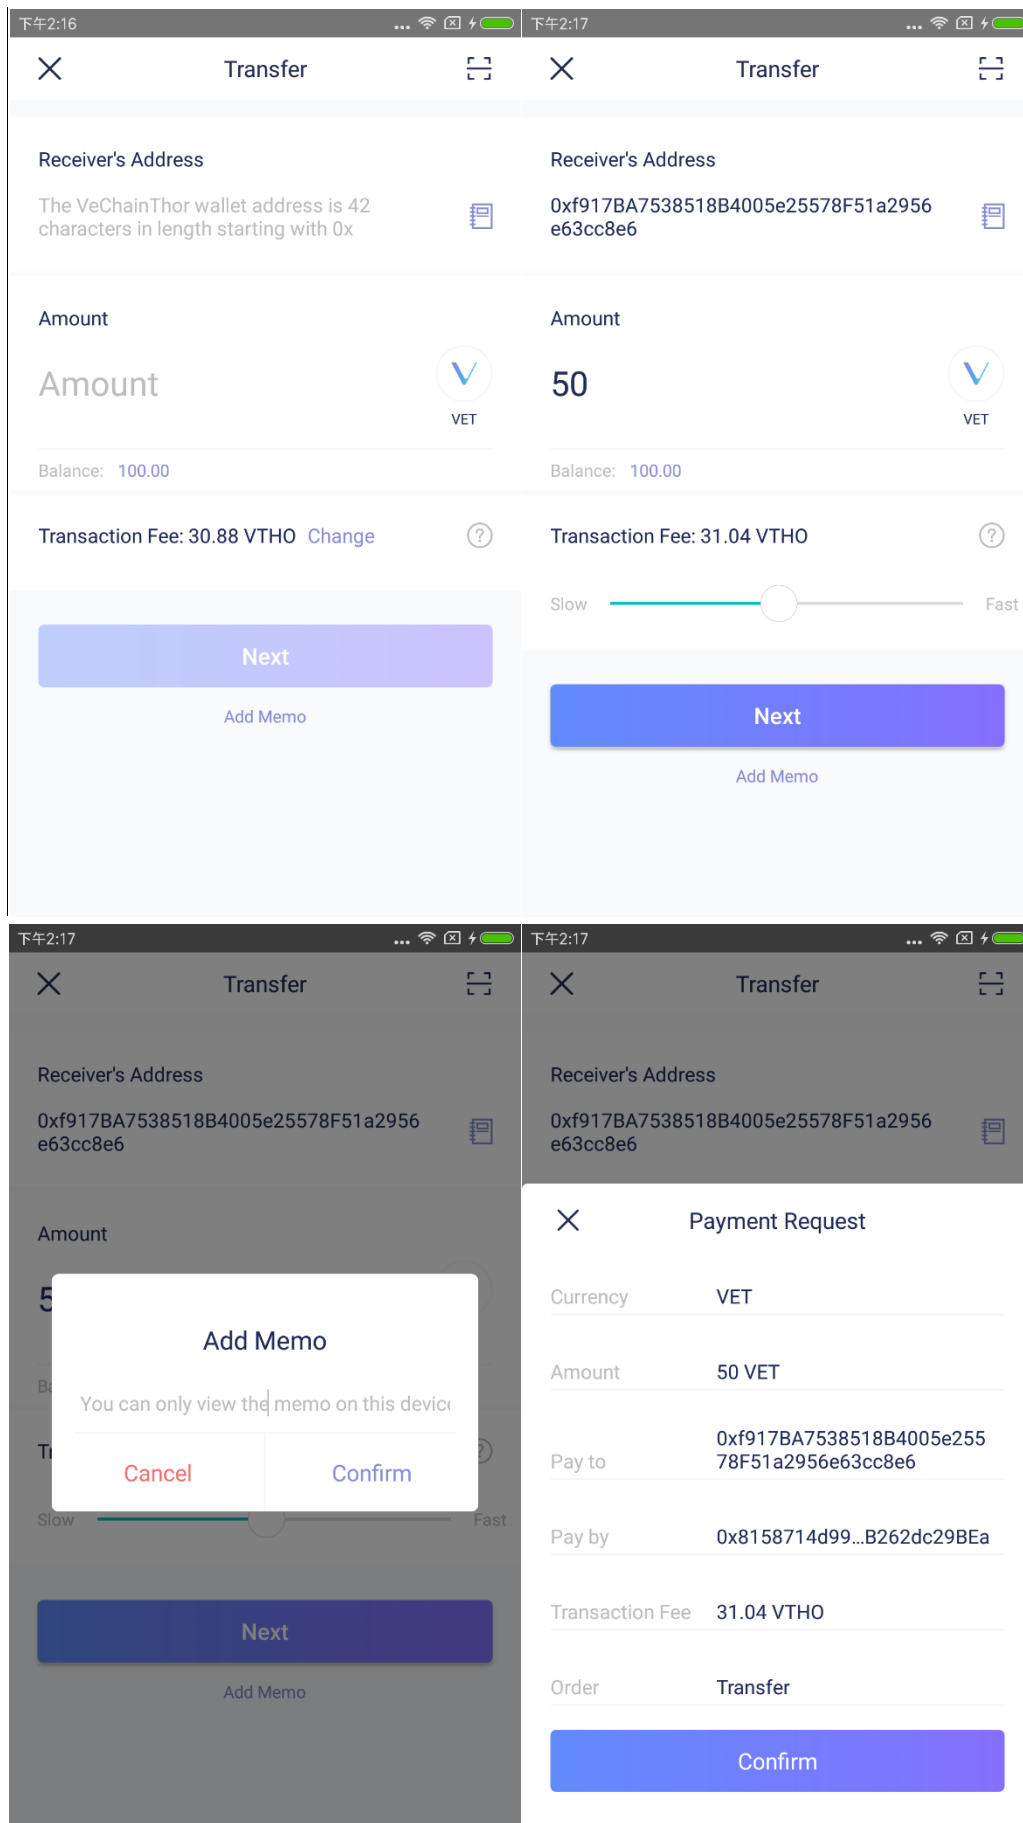 下午2:16
Transfer
Receiver's Address
The VeChainThor wallet address is 42
characters in length starting with 0x
Amount
Amount
VET
Balance: 100.00
Transaction Fee: 30.88 VTHO Change
?
Next
Add Memo
下午2:17
Transfer
Receiver's Address
0xf917BA7538518B4005e25578F51a2956
e63cc8e6
Amount
50
VET
Balance: 100.00
Transaction Fee: 31.04 VTHO
?
Slow Fast
Next
Add Memo
下午2:17
Transfer
Receiver's Address
0xf917BA7538518B4005e25578F51a2956
e63cc8e6
Amount
5
Ba
Add Memo
You can only view the memo on this device
Cancel Confirm
?
Slow Fast
Next
Add Memo
下午2:17
Transfer
Receiver's Address
0xf917BA7538518B4005e25578F51a2956
e63cc8e6
Payment Request
Currency VET
Amount 50 VET
Pay to 0xf917BA7538518B4005e255
78F51a2956e63cc8e6
Pay by 0x8158714d99...B262dc29BEa
Transaction Fee 31.04 VTHO
Order Transfer
Confirm